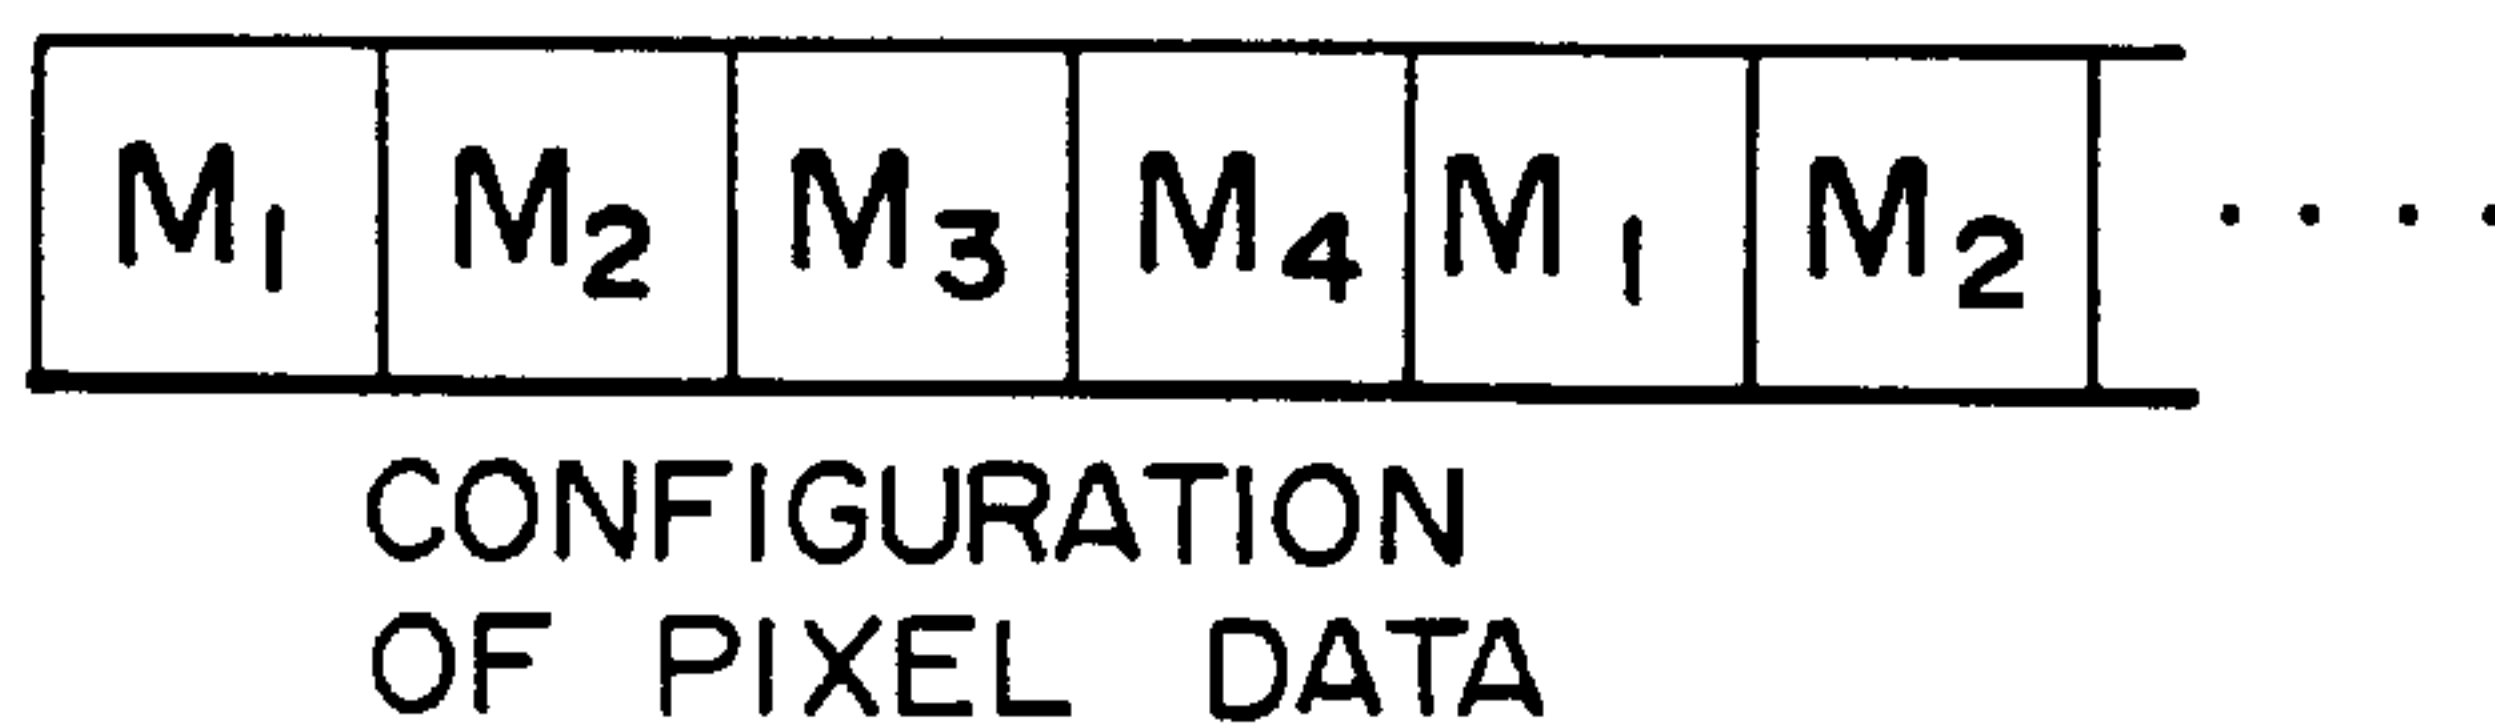 M₁ M₂ M₃ M₄ M₁ M₂ . . . .
CONFIGURATION
OF PIXEL DATA